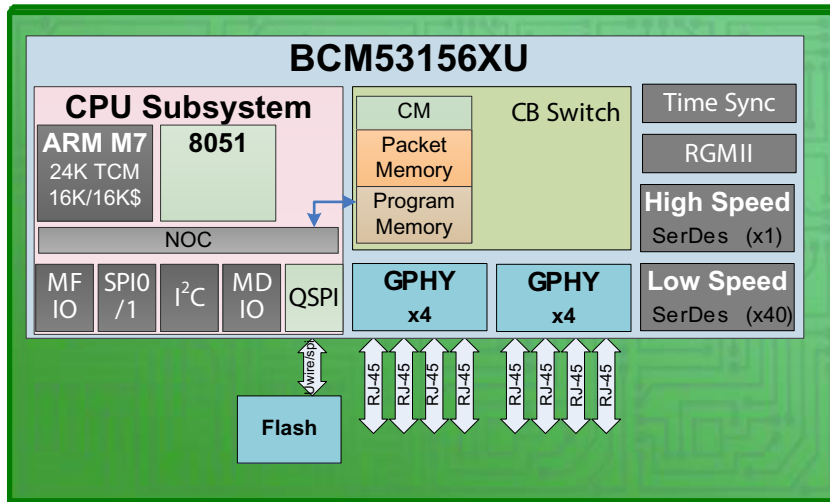 BCM53156XU
CPU Subsystem
ARM M7
24K TCM
16K/16K$
8051
NOC
MF
IO
SPI0
/1
I²C
MD
IO
QSPI
CM
Packet
Memory
Program
Memory
CB Switch
Time Sync
RGMII
High Speed
SerDes (x1)
Low Speed
SerDes (x40)
GPHY
x4
GPHY
x4
Uwire/spi
Flash
RJ-45
RJ-45
RJ-45
RJ-45
RJ-45
RJ-45
RJ-45
RJ-45